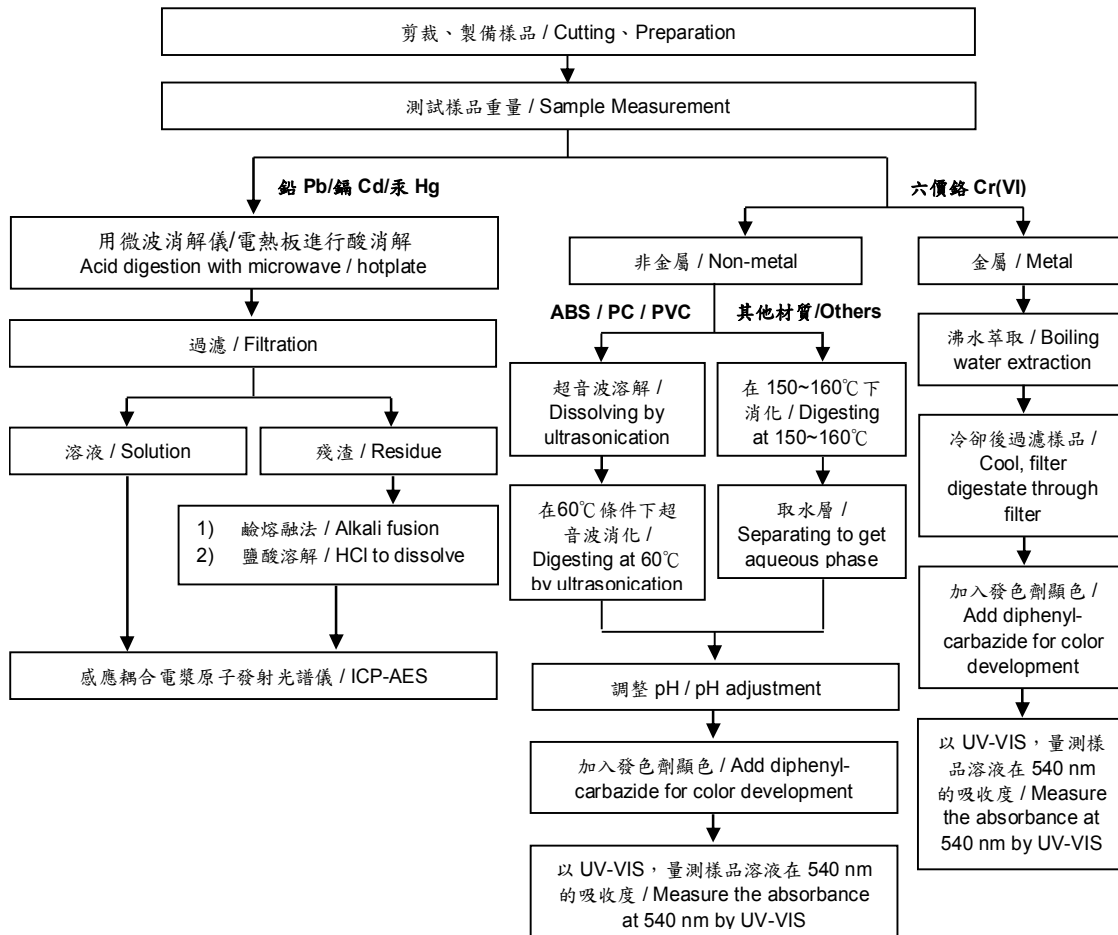 剪裁、製備樣品 / Cutting、Preparation
測試樣品重量 / Sample Measurement
鉛 Pb/鎘 Cd/汞 Hg
用微波消解儀/電熱板進行酸消解
Acid digestion with microwave / hotplate
過濾 / Filtration
溶液 / Solution
殘渣 / Residue
1) 鹼熔融法 / Alkali fusion
2) 鹽酸溶解 / HCl to dissolve
感應耦合電漿原子發射光譜儀 / ICP-AES
六價鉻 Cr(VI)
非金屬 / Non-metal
ABS / PC / PVC
超音波溶解 /
Dissolving by
ultrasonication
在60℃條件下超
音波消化 /
Digesting at 60℃
by ultrasonication
其他材質/Others
在 150~160℃下
消化 / Digesting
at 150~160℃
取水層 /
Separating to get
aqueous phase
調整 pH / pH adjustment
加入發色劑顯色 / Add diphenyl-
carbazide for color development
以 UV-VIS，量測樣品溶液在 540 nm
的吸收度 / Measure the absorbance
at 540 nm by UV-VIS
金屬 / Metal
沸水萃取 / Boiling
water extraction
冷卻後過濾樣品 /
Cool, filter
digestate through
filter
加入發色劑顯色 /
Add diphenyl-
carbazide for color
development
以 UV-VIS，量測樣
品溶液在 540 nm
的吸收度 / Measure
the absorbance at
540 nm by UV-VIS